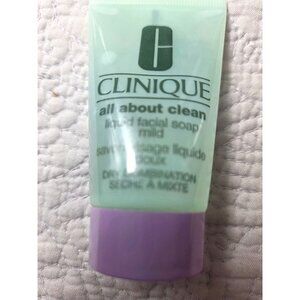 CLINIQUE
all about clean
liquid facial soap
mild
savon visage liquide
doux
DRY COMBINATION
SÈCHE À MIXTE